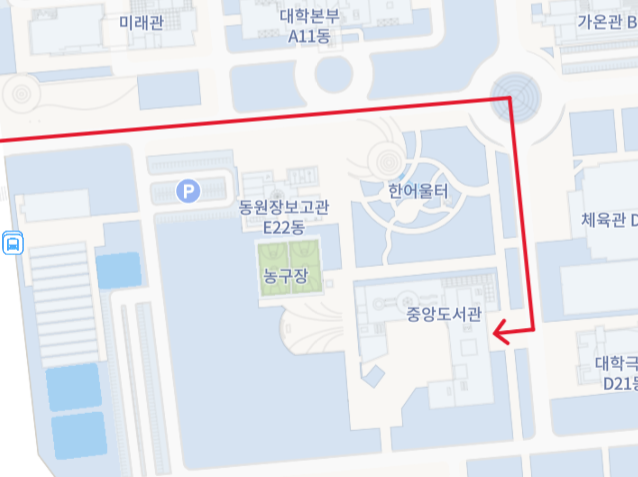 미래관
대학본부
A11동
가온관 B
P
한어울터
동원장보고관
E22동
체육관 D
농구장
중앙도서관
대학극
D21동